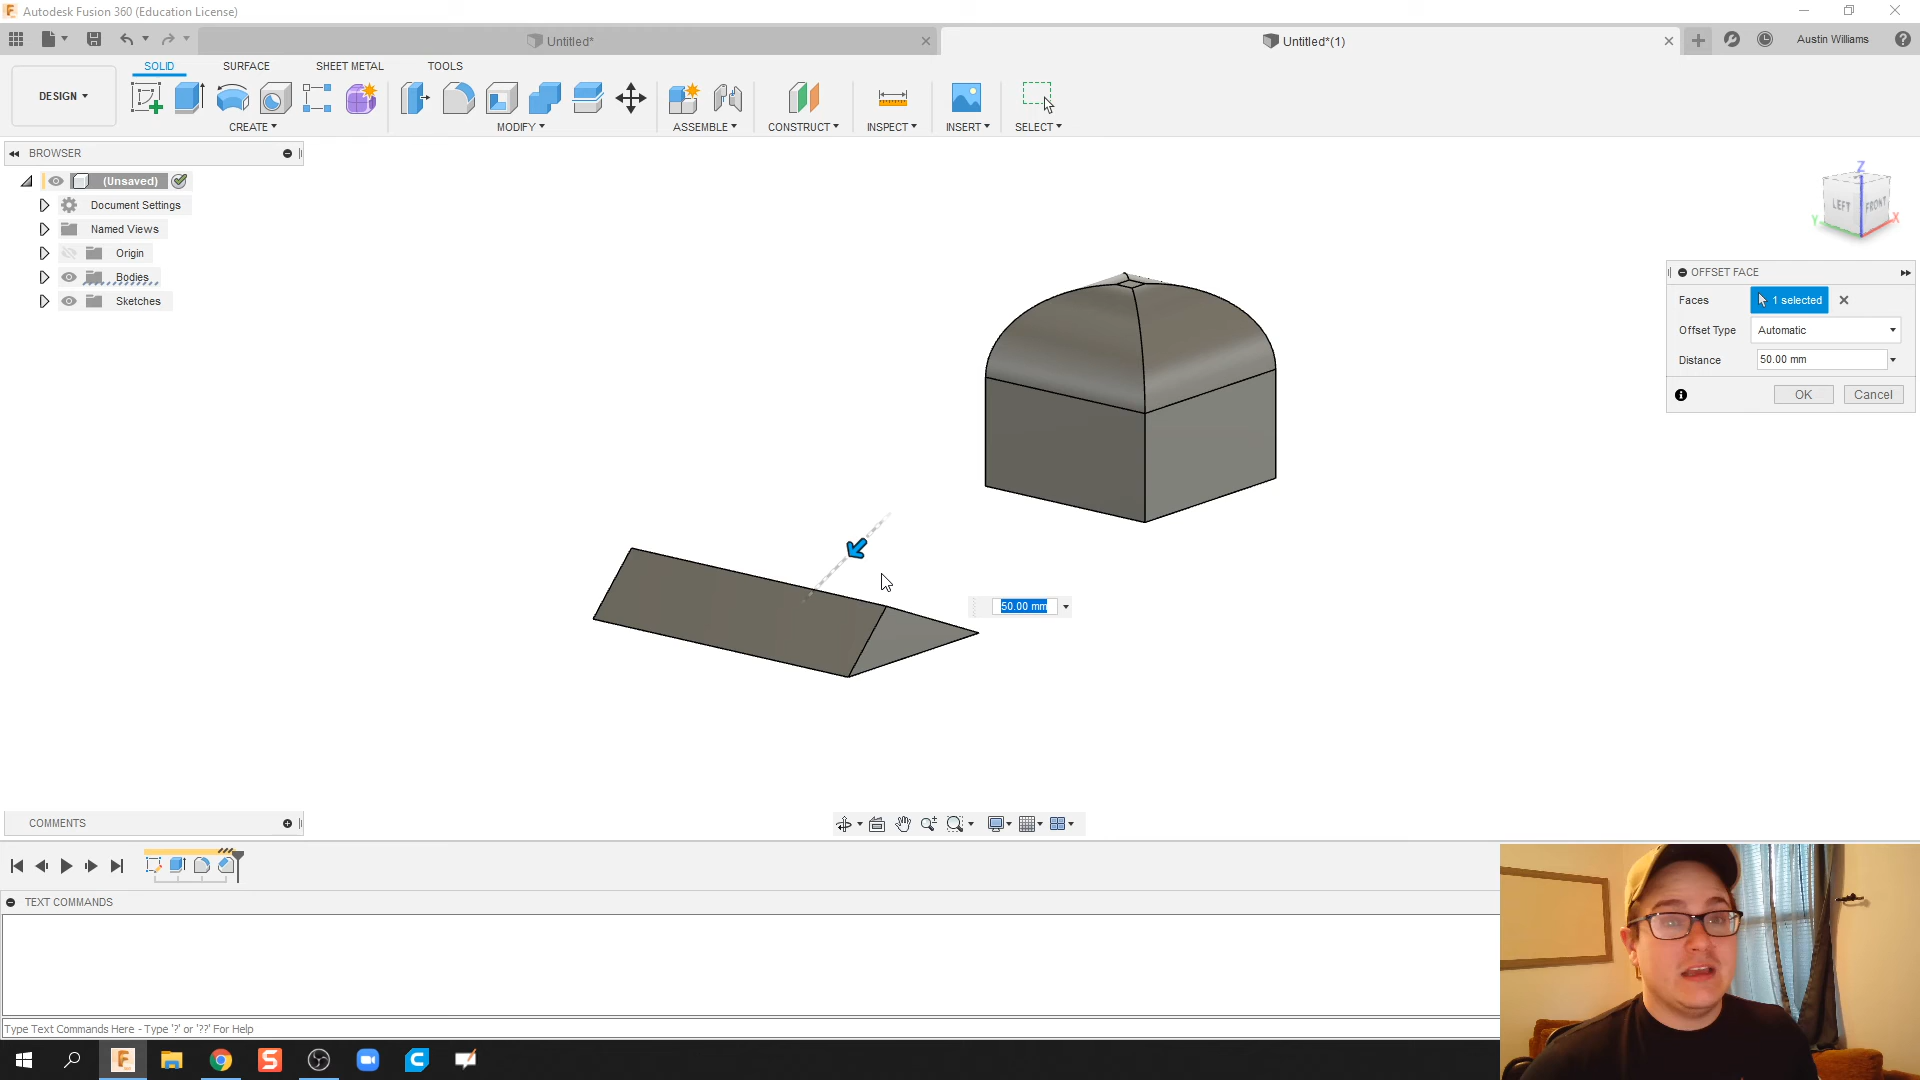 Autodesk Fusion 360 (Education License)
Untitled*
Untitled*(1)
Austin Williams
SOLID
SURFACE
SHEET METAL
TOOLS
DESIGN
CREATE
MODIFY
ASSEMBLE
CONSTRUCT
INSPECT
INSERT
SELECT
BROWSER
(Unsaved)
Document Settings
Named Views
Origin
Bodies
Sketches
Z
LEFT
FRONT
Y
X
OFFSET FACE
Faces
1 selected
Offset Type
Automatic
Distance
50.00 mm
OK
Cancel
50.00 mm
COMMENTS
TEXT COMMANDS
Type Text Commands Here - Type '?' or '??' For Help